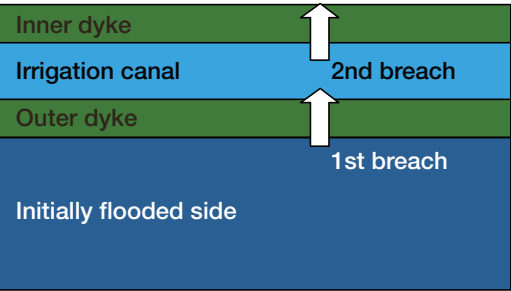 Inner dyke
Irrigation canal 2nd breach
Outer dyke
1st breach
Initially flooded side